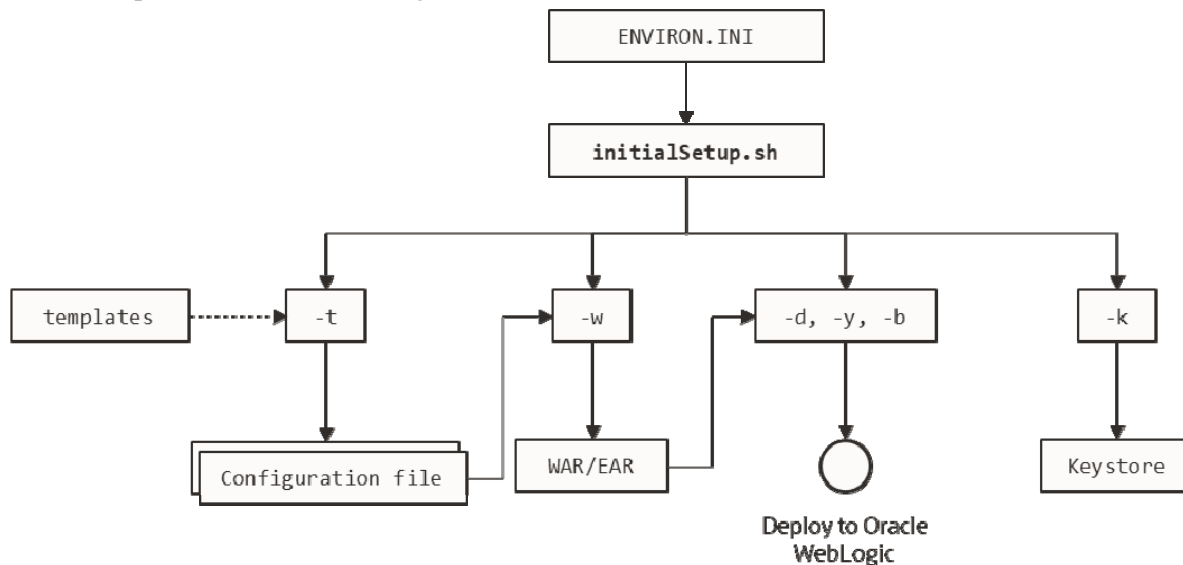 ENVIRON.INI
initialSetup.sh
templates
-t
-w
-d, -y, -b
-k
Configuration file
WAR/EAR
Keystore
Deploy to Oracle
WebLogic